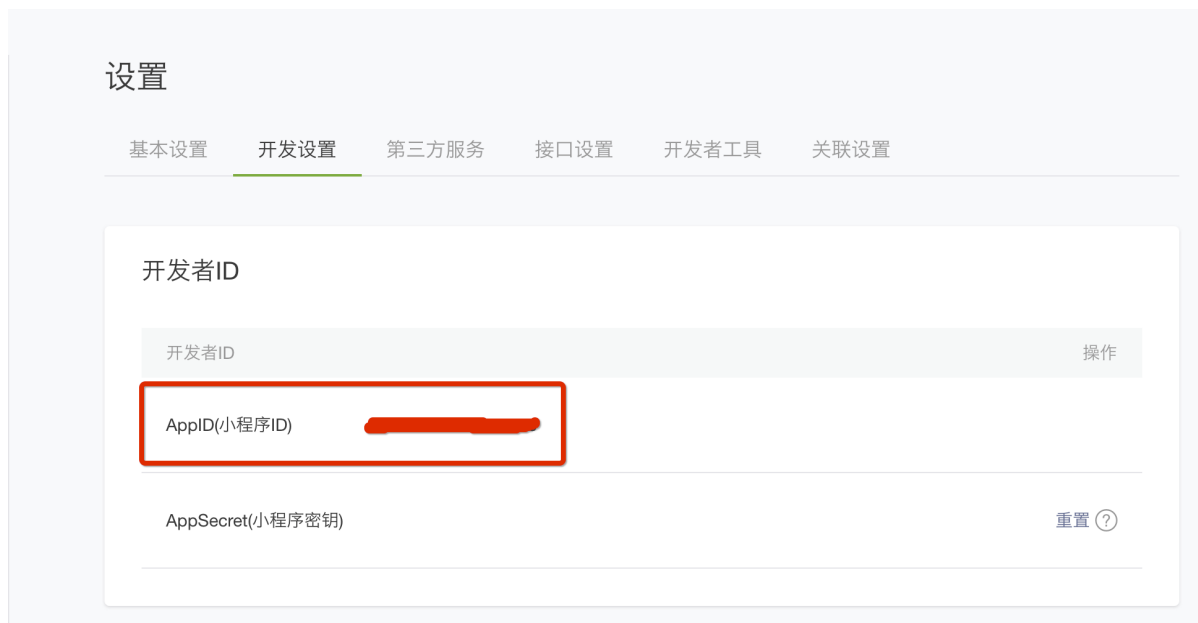 设置
基本设置 开发设置 第三方服务 接口设置 开发者工具 关联设置
开发者ID
开发者ID 操作
AppID(小程序ID)
AppSecret(小程序密钥) 重置 ?